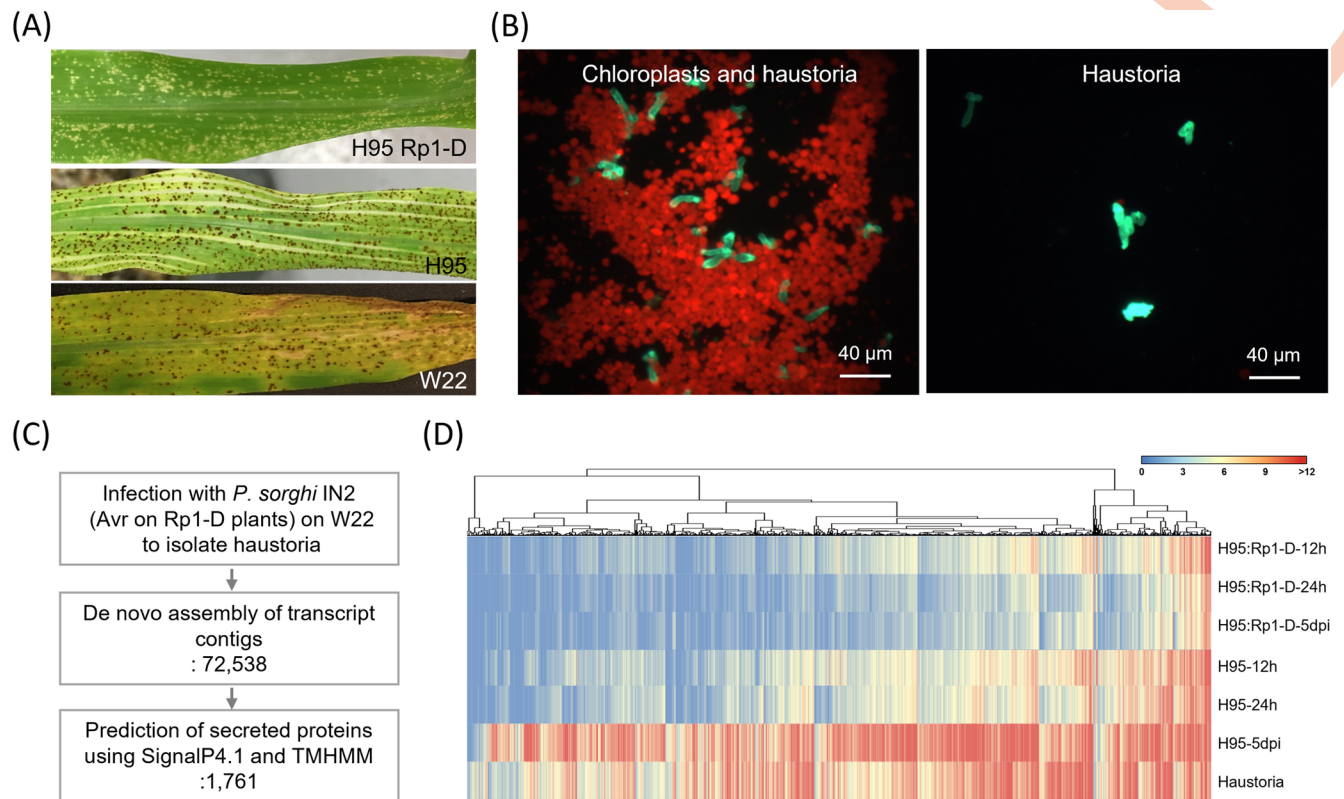 (A)
H95 Rp1-D
H95
W22
(B)
Chloroplasts and haustoria
40 µm
Haustoria
40 µm
(C)
Infection with P. sorghi IN2
(Avr on Rp1-D plants) on W22
to isolate haustoria
De novo assembly of transcript
contigs
: 72,538
Prediction of secreted proteins
using SignalP4.1 and TMHMM
:1,761
(D)
0 3 6 9 >12
H95:Rp1-D-12h
H95:Rp1-D-24h
H95:Rp1-D-5dpi
H95-12h
H95-24h
H95-5dpi
Haustoria